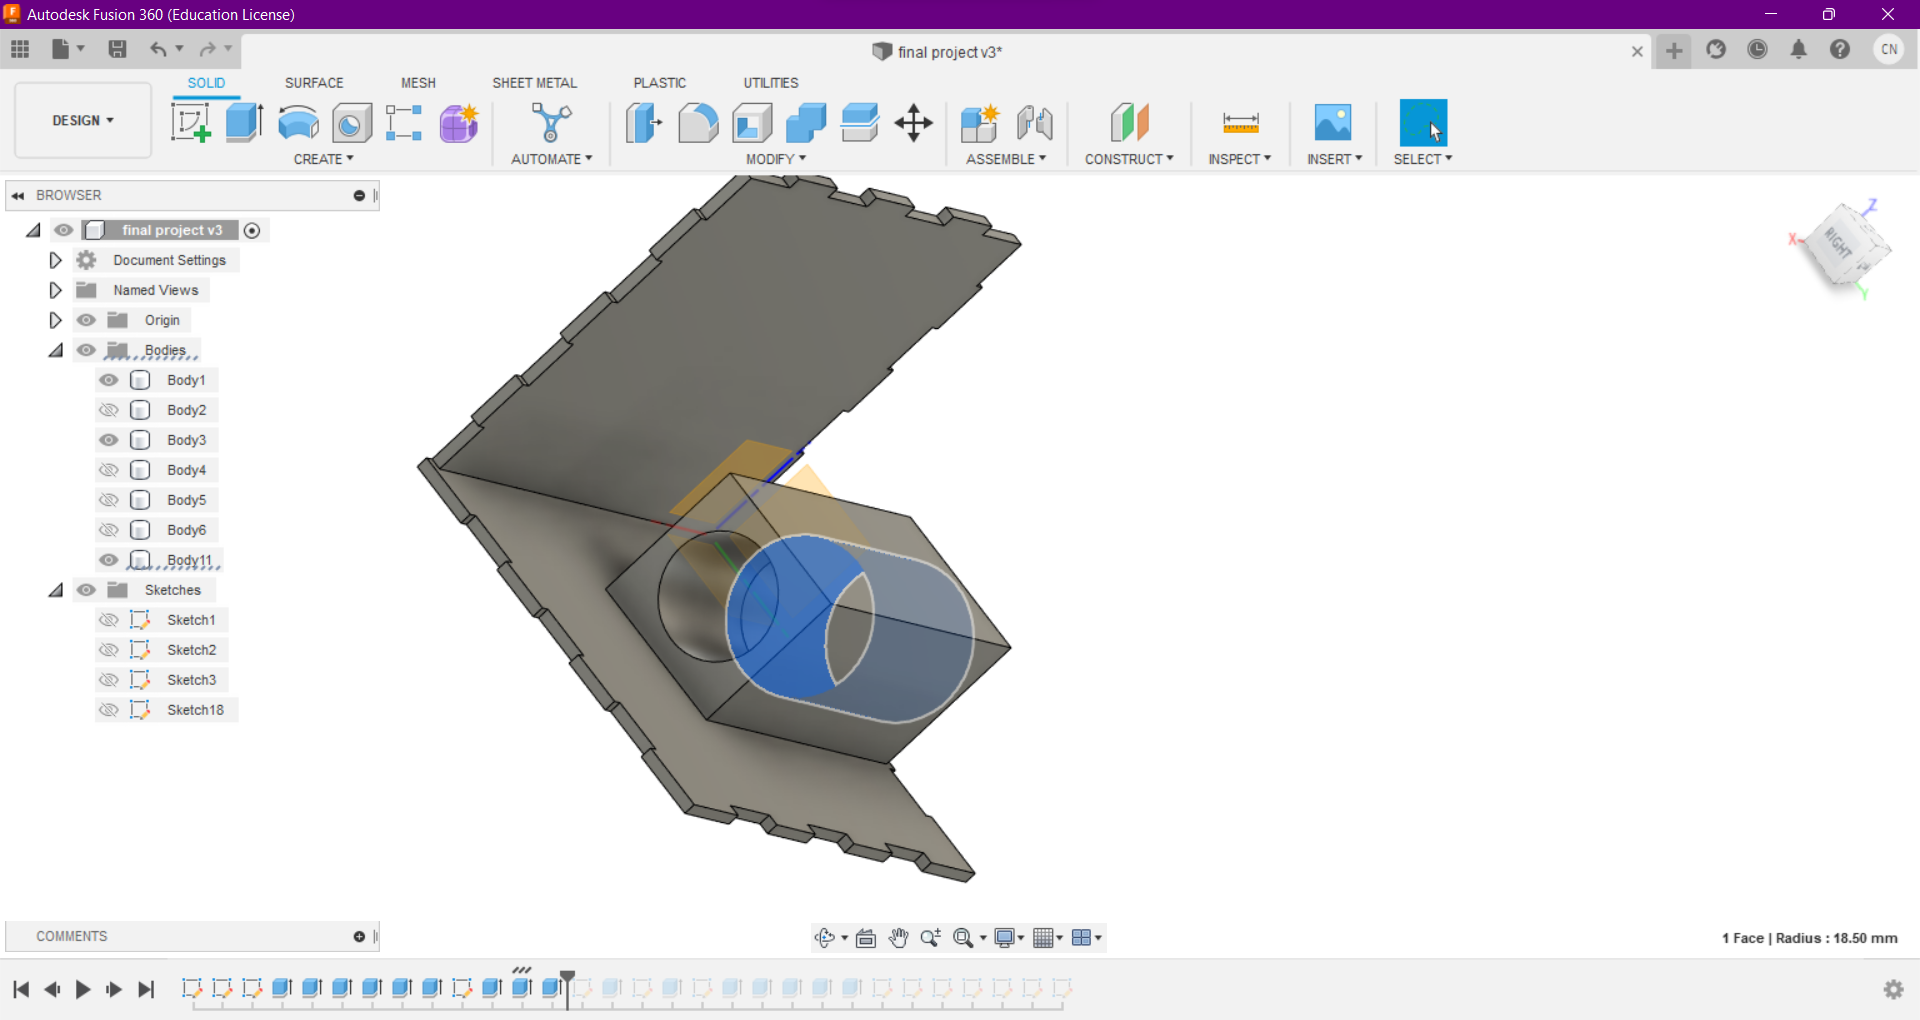 Autodesk Fusion 360 (Education License)
final project v3*
CN
SOLID SURFACE MESH SHEET METAL PLASTIC UTILITIES
DESIGN
CREATE AUTOMATE MODIFY ASSEMBLE CONSTRUCT INSPECT INSERT SELECT
BROWSER
final project v3
Document Settings
Named Views
Origin
Bodies
Body1
Body2
Body3
Body4
Body5
Body6
Body11
Sketches
Sketch1
Sketch2
Sketch3
Sketch18
Z
X
RIGHT
Y
COMMENTS
1 Face | Radius : 18.50 mm